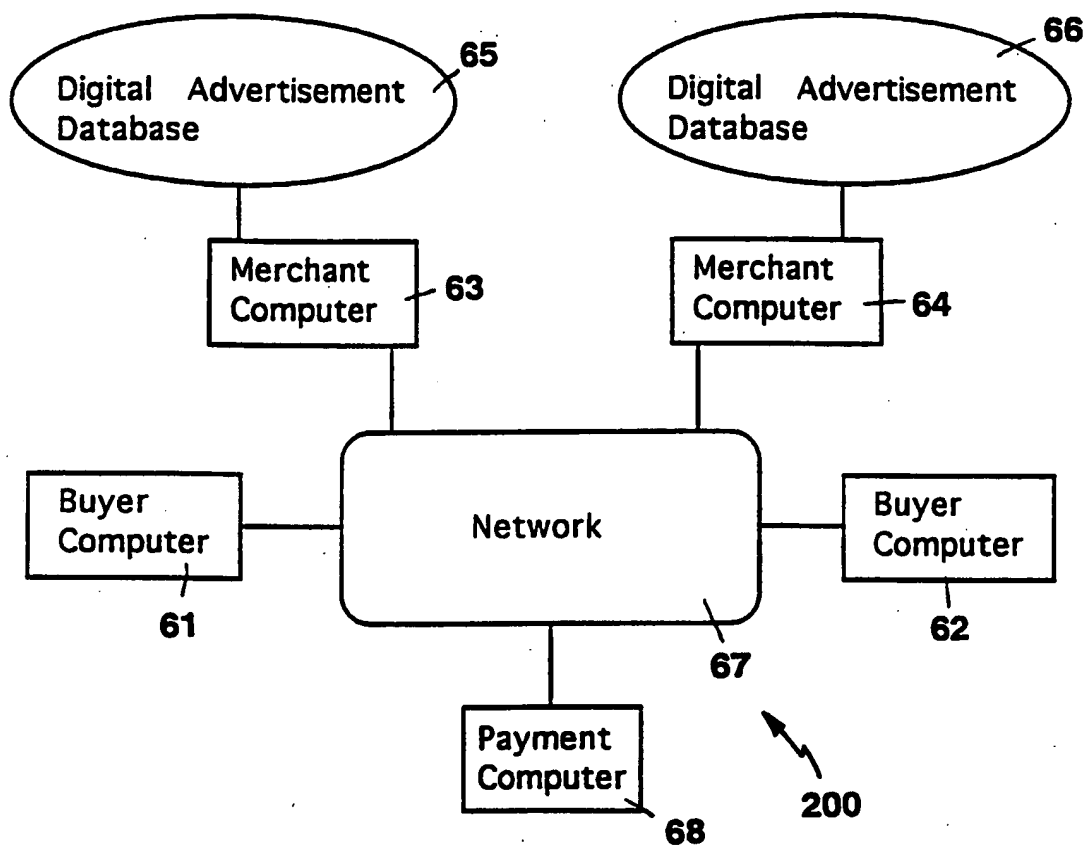 65
Digital Advertisement
Database
66
Digital Advertisement
Database
Merchant
Computer
63
Merchant
Computer
64
Buyer
Computer
61
Network
67
Buyer
Computer
62
Payment
Computer
68
200